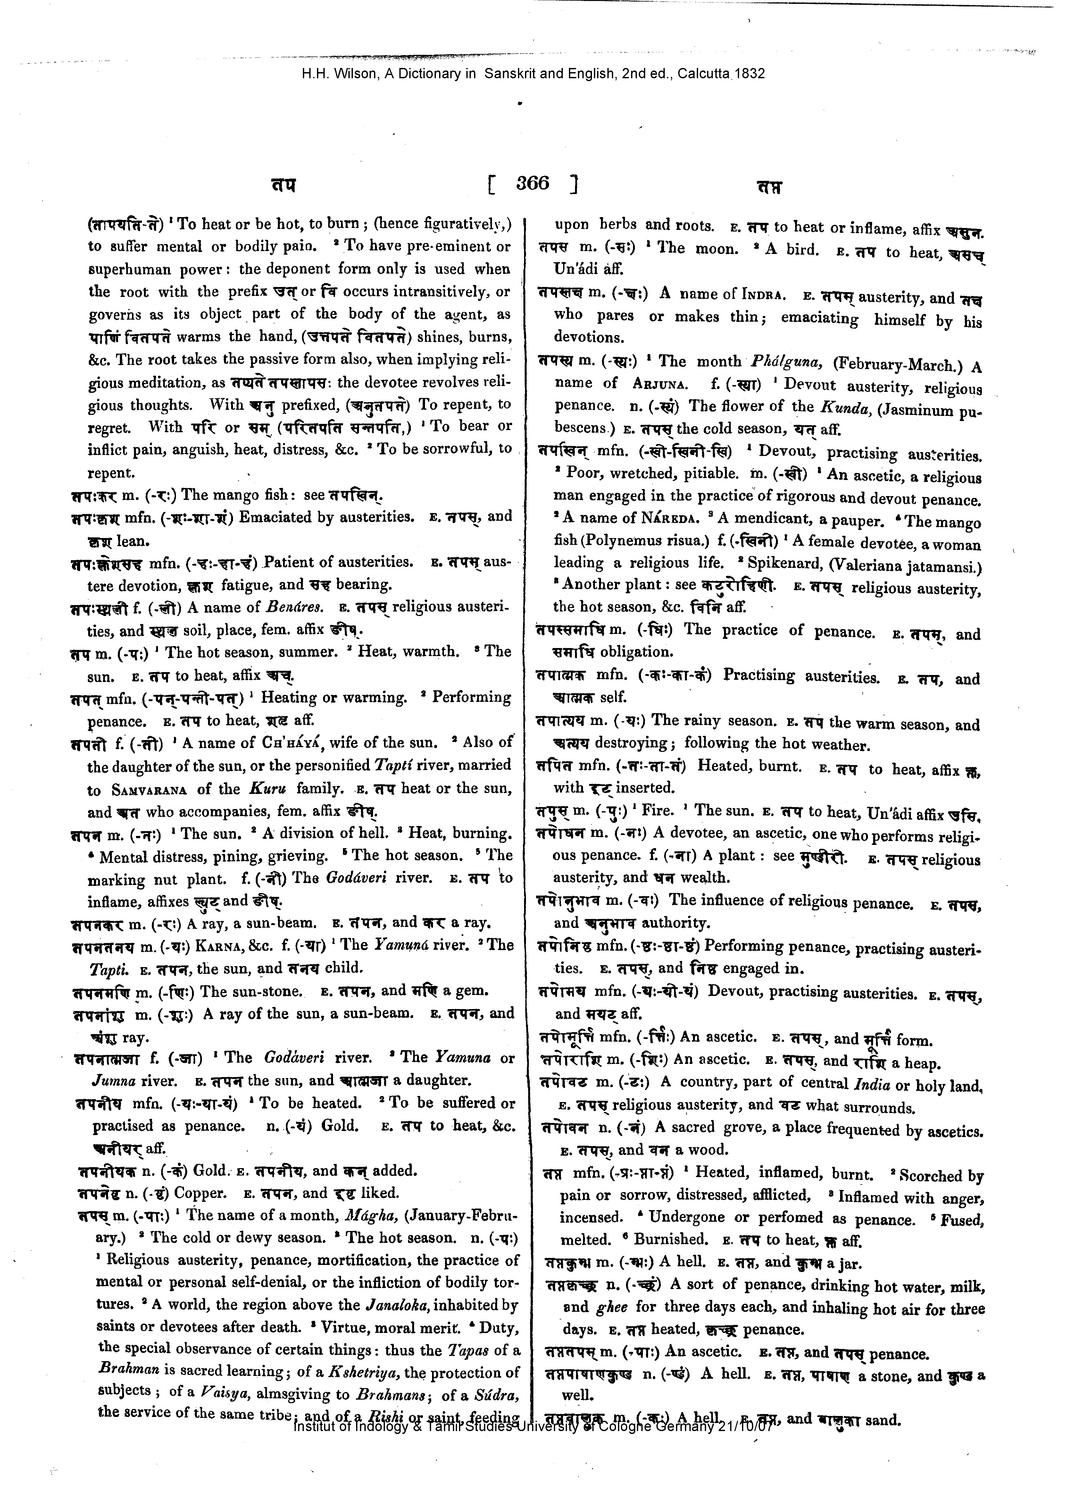 H.H. Wilson, A Dictionary in Sanskrit and English, 2nd ed., Calcutta 1832
तप
[ 366 ]
तप्त
(तापयति-ते) ¹ To heat or be hot, to burn ; (hence figuratively,)
to suffer mental or bodily pain. ² To have pre-eminent or
superhuman power : the deponent form only is used when
the root with the prefix उत् or वि occurs intransitively, or
governs as its object part of the body of the agent, as
पाणिं वितपते warms the hand, (उत्तपते वितपते) shines, burns,
&c. The root takes the passive form also, when implying reli-
gious meditation, as तप्यते तपस्तापसः the devotee revolves reli-
gious thoughts. With अनु prefixed, (अनुतपते) To repent, to
regret. With परि or सम् (परितपति सन्तपति,) ¹ To bear or
inflict pain, anguish, heat, distress, &c. ² To be sorrowful, to
repent.
तपःकर m. (-रः) The mango fish : see तपस्विन्.
तपःकृश mfn. (-शः-शा-शं) Emaciated by austerities. E. तपस्, and
कृश lean.
तपःक्लेशसह mfn. (-हः-हा-हं) Patient of austerities. E. तपस् aus-
tere devotion, क्लेश fatigue, and सह bearing.
तपःस्थली f. (-ली) A name of Benáres. E. तपस् religious austeri-
ties, and स्थल soil, place, fem. affix ङीष्.
तप m. (-पः) ¹ The hot season, summer. ² Heat, warmth. ³ The
sun. E. तप to heat, affix अच्.
तपत् mfn. (-पन्-पन्ती-पत्) ¹ Heating or warming. ² Performing
penance. E. तप to heat, शतृ aff.
तपती f. (-ती) ¹ A name of CH'HÁYÁ, wife of the sun. ² Also of
the daughter of the sun, or the personified Taptí river, married
to SAMVARANA of the Kuru family. E. तप heat or the sun,
and अत who accompanies, fem. affix ङीष्.
तपन m. (-नः) ¹ The sun. ² A division of hell. ³ Heat, burning.
⁴ Mental distress, pining, grieving. ⁵ The hot season. ⁵ The
marking nut plant. f. (-नी) The Godáveri river. E. तप to
inflame, affixes ल्युट् and ङीष्.
तपनकर m. (-रः) A ray, a sun-beam. E. तपन, and कर a ray.
तपनतनय m. (-यः) KARNA, &c. f. (-या) ¹ The Yamuná river. ² The
Tapti. E. तपन, the sun, and तनय child.
तपनमणि m. (-णिः) The sun-stone. E. तपन, and मणि a gem.
तपनांशु m. (-शुः) A ray of the sun, a sun-beam. E. तपन, and
अंशु ray.
तपनात्मजा f. (-जा) ¹ The Godáveri river. ² The Yamuna or
Jumna river. E. तपन the sun, and आत्मजा a daughter.
तपनीय mfn. (-यः-या-यं) ¹ To be heated. ² To be suffered or
practised as penance. n. (-यं) Gold. E. तप to heat, &c.
अनीयर् aff.
तपनीयक n. (-कं) Gold. E. तपनीय, and कन् added.
तपनेष्ट n. (-ष्टं) Copper. E. तपन, and इष्ट liked.
तपस् m. (-पाः) ¹ The name of a month, Mágha, (January-Febru-
ary.) ² The cold or dewy season. ³ The hot season. n. (-पः)
¹ Religious austerity, penance, mortification, the practice of
mental or personal self-denial, or the infliction of bodily tor-
tures. ² A world, the region above the Janaloka, inhabited by
saints or devotees after death. ³ Virtue, moral merit. ⁴ Duty,
the special observance of certain things : thus the Tapas of a
Brahman is sacred learning ; of a Kshetriya, the protection of
subjects ; of a Vaisya, almsgiving to Brahmans ; of a Súdra,
the service of the same tribe ; and of a Rishi or saint, feeding
upon herbs and roots. E. तप to heat or inflame, affix असुन्.
तपस m. (-सः) ¹ The moon. ² A bird. E. तप to heat, असच्
Un'ádi aff.
तपस्तक्ष m. (-क्षः) A name of INDRA. E. तपस् austerity, and तक्ष
who pares or makes thin ; emaciating himself by his
devotions.
तपस्य m. (-स्यः) ¹ The month Phálguna, (February-March.) A
name of ARJUNA. f. (-स्या) ¹ Devout austerity, religious
penance. n. (-स्यं) The flower of the Kunda, (Jasminum pu-
bescens.) E. तपस् the cold season, यत् aff.
तपस्विन् mfn. (-स्वी-स्विनी-स्वि) ¹ Devout, practising austerities.
² Poor, wretched, pitiable. m. (-स्वी) ¹ An ascetic, a religious
man engaged in the practice of rigorous and devout penance.
² A name of NÁREDA. ³ A mendicant, a pauper. ⁴ The mango
fish (Polynemus risua.) f. (-स्विनी) ¹ A female devotee, a woman
leading a religious life. ² Spikenard, (Valeriana jatamansi.)
³ Another plant : see कटुरोहिणी. E. तपस् religious austerity,
the hot season, &c. विनि aff.
तपस्समाधि m. (-धिः) The practice of penance. E. तपस्, and
समाधि obligation.
तपात्मक mfn. (-कः-का-कं) Practising austerities. E. तप, and
आत्मक self.
तपात्यय m. (-यः) The rainy season. E. तप the warm season, and
अत्यय destroying ; following the hot weather.
तपित mfn. (-तः-ता-तं) Heated, burnt. E. तप to heat, affix क्त,
with इट् inserted.
तपुस् m. (-पुः) ¹ Fire. ² The sun. E. तप to heat, Un'ádi affix उसि.
तपोधन m. (-नः) A devotee, an ascetic, one who performs religi-
ous penance. f. (-ना) A plant : see मुण्डीरी. E. तपस् religious
austerity, and धन wealth.
तपोनुभाव m. (-वः) The influence of religious penance. E. तपस्,
and अनुभाव authority.
तपोनिष्ठ mfn. (-ष्ठः-ष्ठा-ष्ठं) Performing penance, practising austeri-
ties. E. तपस्, and निष्ठ engaged in.
तपोमय mfn. (-यः-यी-यं) Devout, practising austerities. E. तपस्,
and मयट् aff.
तपोमूर्त्ति mfn. (-र्त्तिः) An ascetic. E. तपस्, and मूर्त्ति form.
तपोराशि m. (-शिः) An ascetic. E. तपस्, and राशि a heap.
तपोवट m. (-टः) A country, part of central India or holy land,
E. तपस् religious austerity, and वट what surrounds.
तपोवन n. (-नं) A sacred grove, a place frequented by ascetics.
E. तपस्, and वन a wood.
तप्त mfn. (-प्तः-प्ता-प्तं) ¹ Heated, inflamed, burnt. ² Scorched by
pain or sorrow, distressed, afflicted, ³ Inflamed with anger,
incensed. ⁴ Undergone or perfomed as penance. ⁵ Fused,
melted. ⁶ Burnished. E. तप to heat, क्त aff.
तप्तकुम्भ m. (-म्भः) A hell. E. तप्त, and कुम्भ a jar.
तप्तकृच्छ्र n. (-च्छ्रं) A sort of penance, drinking hot water, milk,
and ghee for three days each, and inhaling hot air for three
days. E. तप्त heated, कृच्छ्र penance.
तप्ततपस् m. (-पाः) An ascetic. E. तप्त, and तपस् penance.
तप्तपाषाणकुण्ड n. (-ण्डं) A hell. E. तप्त, पाषाण a stone, and कुण्ड a
well.
तप्तवालुक m. (-कः) A hell. E. तप्त, and बालुका sand.
Institut of Indology & Tamil Studies University of Cologne Germany 21/10/07